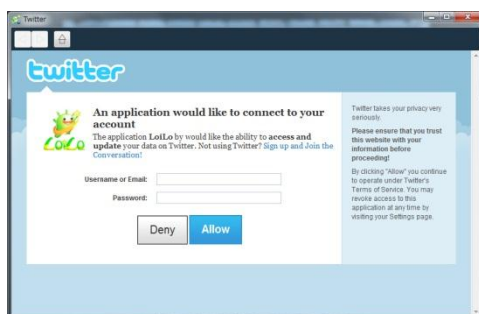 Twitter
twitter
An application would like to connect to your
account
The application LoiLo by would like the ability to access and
update your data on Twitter. Not using Twitter? Sign up and Join the
Conversation!
LoiLo
Username or Email:
Password:
Deny
Allow
Twitter takes your privacy very
seriously.
Please ensure that you trust
this website with your
information before
proceeding!
By clicking "Allow" you continue
to operate under Twitter's
Terms of Service. You may
revoke access to this
application at any time by
visiting your Settings page.